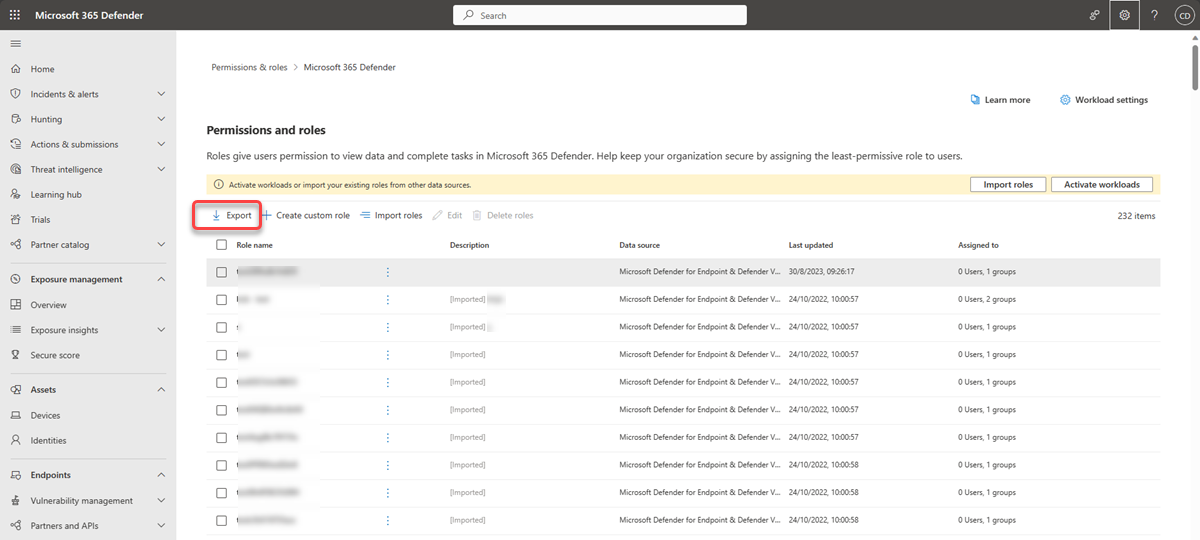 Microsoft 365 Defender
Search
?
CD
Home
Incidents & alerts
Hunting
Actions & submissions
Threat intelligence
Learning hub
Trials
Partner catalog
Exposure management
Overview
Exposure insights
Secure score
Assets
Devices
Identities
Endpoints
Vulnerability management
Partners and APIs
Permissions & roles > Microsoft 365 Defender
Learn more Workload settings
Permissions and roles
Roles give users permission to view data and complete tasks in Microsoft 365 Defender. Help keep your organization secure by assigning the least-permissive role to users.
Activate workloads or import your existing roles from other data sources. Import roles Activate workloads
Export Create custom role Import roles Edit Delete roles 232 items
Role name Description Data source Last updated Assigned to
Microsoft Defender for Endpoint & Defender V... 30/8/2023, 09:26:17 0 Users, 1 groups
[Imported] Microsoft Defender for Endpoint & Defender V... 24/10/2022, 10:00:57 0 Users, 2 groups
[Imported] Microsoft Defender for Endpoint & Defender V... 24/10/2022, 10:00:57 0 Users, 1 groups
[Imported] Microsoft Defender for Endpoint & Defender V... 24/10/2022, 10:00:57 0 Users, 1 groups
[Imported] Microsoft Defender for Endpoint & Defender V... 24/10/2022, 10:00:57 0 Users, 1 groups
[Imported] Microsoft Defender for Endpoint & Defender V... 24/10/2022, 10:00:57 0 Users, 1 groups
[Imported] Microsoft Defender for Endpoint & Defender V... 24/10/2022, 10:00:57 0 Users, 1 groups
[Imported] Microsoft Defender for Endpoint & Defender V... 24/10/2022, 10:00:58 0 Users, 1 groups
[Imported] Microsoft Defender for Endpoint & Defender V... 24/10/2022, 10:00:58 0 Users, 1 groups
[Imported] Microsoft Defender for Endpoint & Defender V... 24/10/2022, 10:00:58 0 Users, 1 groups